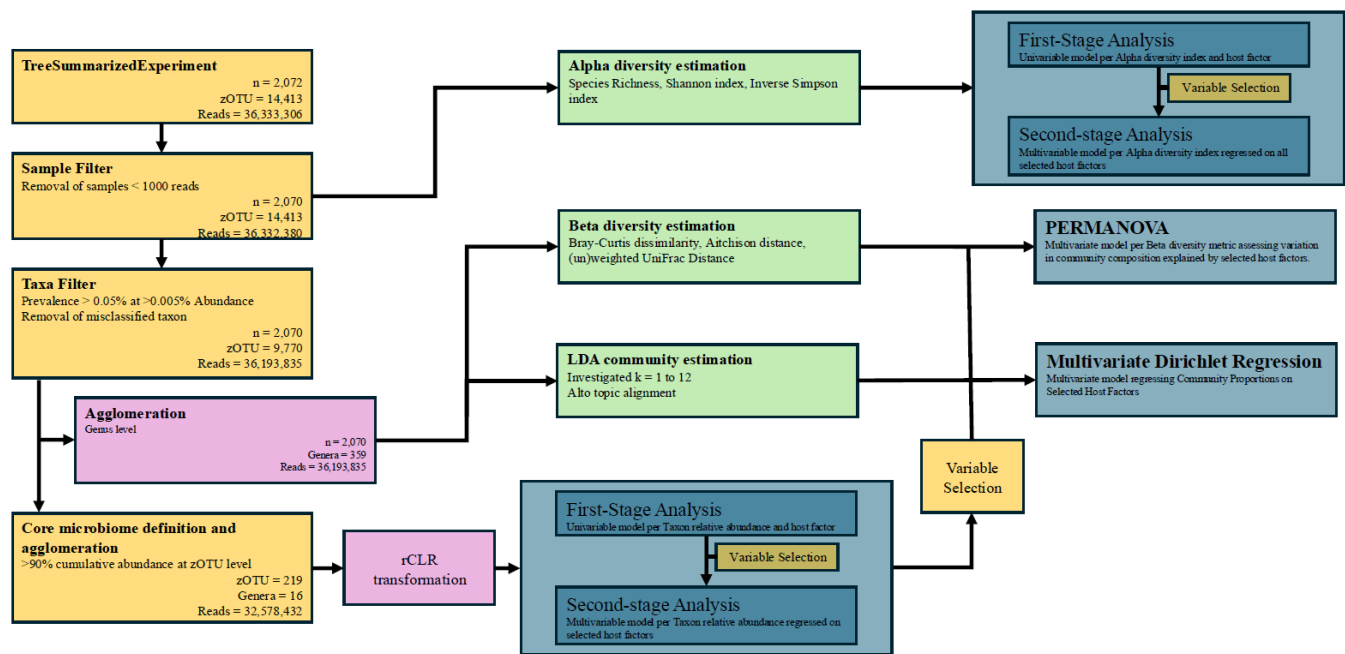 TreeSummarizedExperiment
n = 2,072
zOTU = 14,413
Reads = 36,333,306
Sample Filter
Removal of samples < 1000 reads
n = 2,070
zOTU = 14,413
Reads = 36,332,380
Taxa Filter
Prevalence > 0.05% at >0.005% Abundance
Removal of misclassified taxon
n = 2,070
zOTU = 9,770
Reads = 36,193,835
Agglomeration
Genus level
n = 2,070
Genera = 359
Reads = 36,193,835
Core microbiome definition and
agglomeration
>90% cumulative abundance at zOTU level
zOTU = 219
Genera = 16
Reads = 32,578,432
rCLR
transformation
Alpha diversity estimation
Species Richness, Shannon index, Inverse Simpson
index
Beta diversity estimation
Bray-Curtis dissimilarity, Aitchison distance,
(un)weighted UniFrac Distance
LDA community estimation
Investigated k = 1 to 12
Alto topic alignment
First-Stage Analysis
Univariable model per Taxon relative abundance and host factor
Variable Selection
Second-stage Analysis
Multivariable model per Taxon relative abundance regressed on
selected host factors
Variable
Selection
First-Stage Analysis
Univariable model per Alpha diversity index and host factor
Variable Selection
Second-stage Analysis
Multivariable model per Alpha diversity index regressed on all
selected host factors
PERMANOVA
Multivariate model per Beta diversity metric assessing variation
in community composition explained by selected host factors.
Multivariate Dirichlet Regression
Multivariate model regressing Community Proportions on
Selected Host Factors